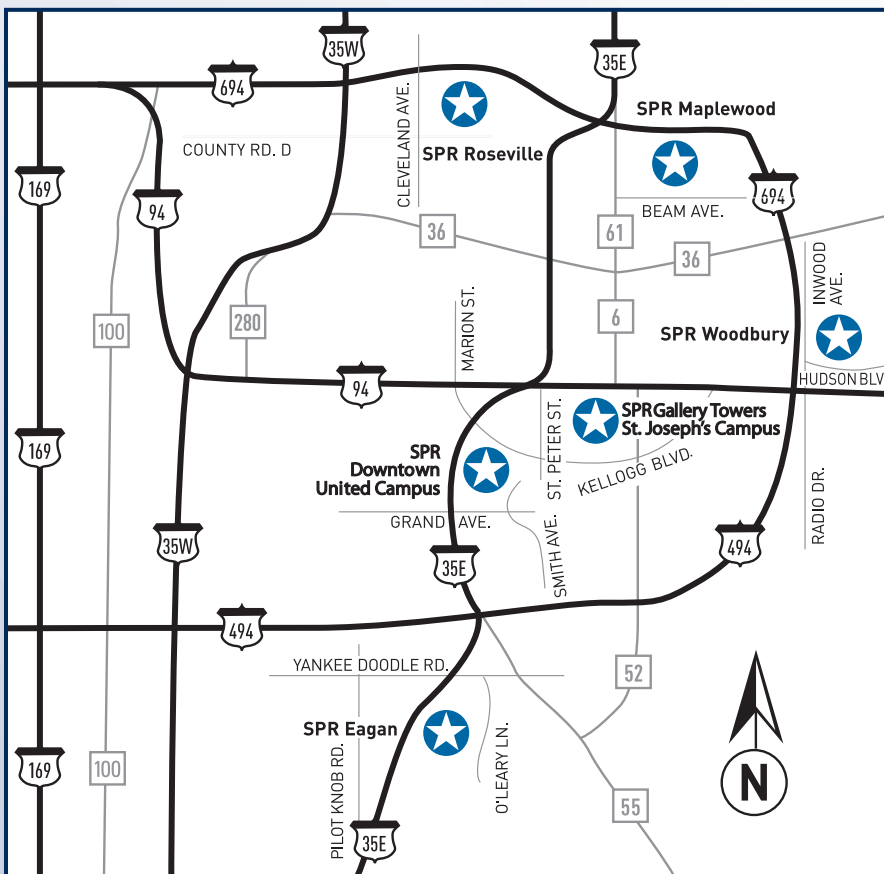 35W
35E
694
SPR Maplewood
CLEVELAND AVE.
COUNTY RD. D
SPR Roseville
169
94
694
BEAM AVE.
36
61
36
INWOOD
AVE.
100
280
MARION ST.
6
SPR Woodbury
HUDSON BLV
94
SPR Gallery Towers
St. Joseph's Campus
ST. PETER ST.
KELLOGG BLVD.
169
SPR
Downtown
United Campus
GRAND AVE.
SMITH AVE.
RADIO DR.
35W
35E
494
494
YANKEE DOODLE RD.
52
SPR Eagan
PILOT KNOB RD.
O'LEARY LN.
169
100
55
35E
N